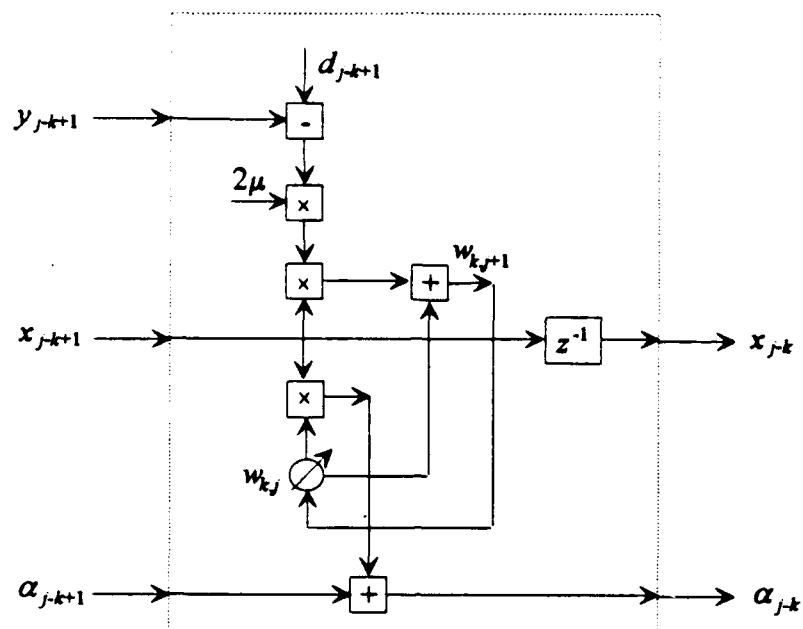 d_{j-k+1}
y_{j-k+1}
-
2μ
×
×
+
w_{k,j+1}
x_{j-k+1}
z^{-1}
x_{j-k}
×
w_{k,j}
α_{j-k+1}
+
α_{j-k}